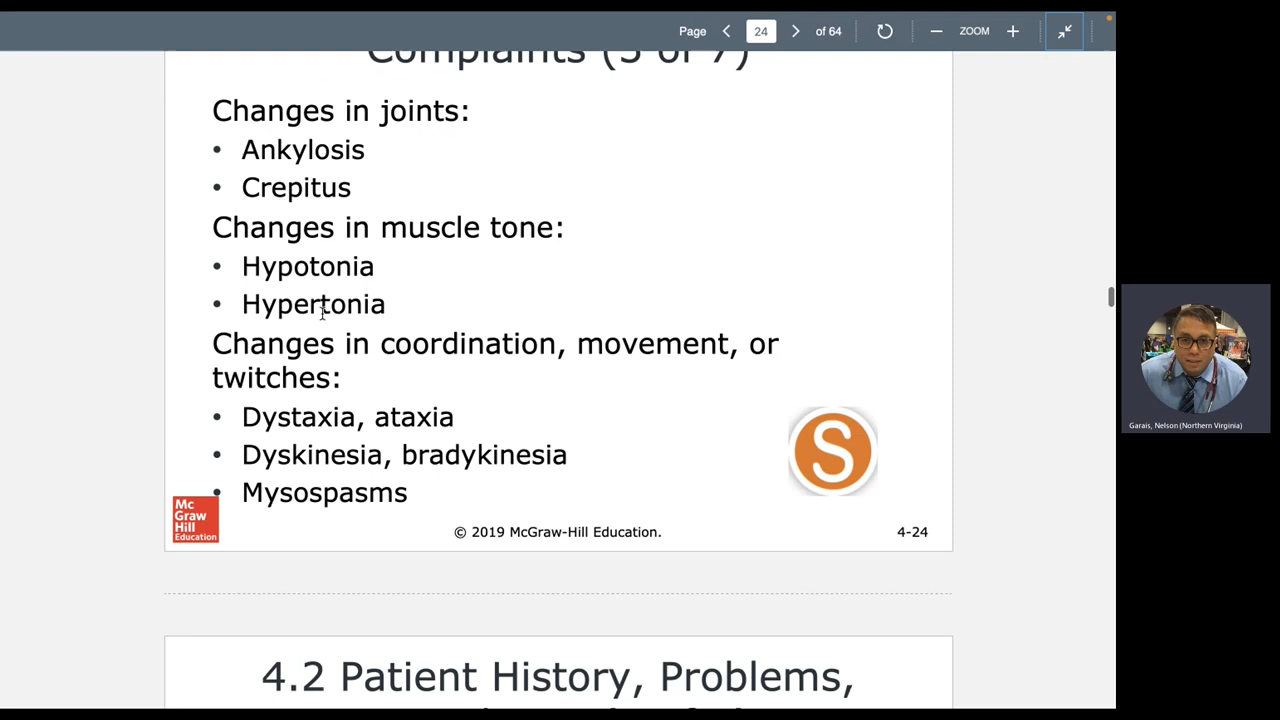 Page 24 of 64 ZOOM
Complaints (5 of 7)
Changes in joints:
• Ankylosis
• Crepitus
Changes in muscle tone:
• Hypotonia
• Hypertonia
Changes in coordination, movement, or
twitches:
• Dystaxia, ataxia
• Dyskinesia, bradykinesia
• Mysospasms
S
Mc
Graw
Hill
Education
© 2019 McGraw-Hill Education.
4-24
Garais, Nelson (Northern Virginia)
4.2 Patient History, Problems,